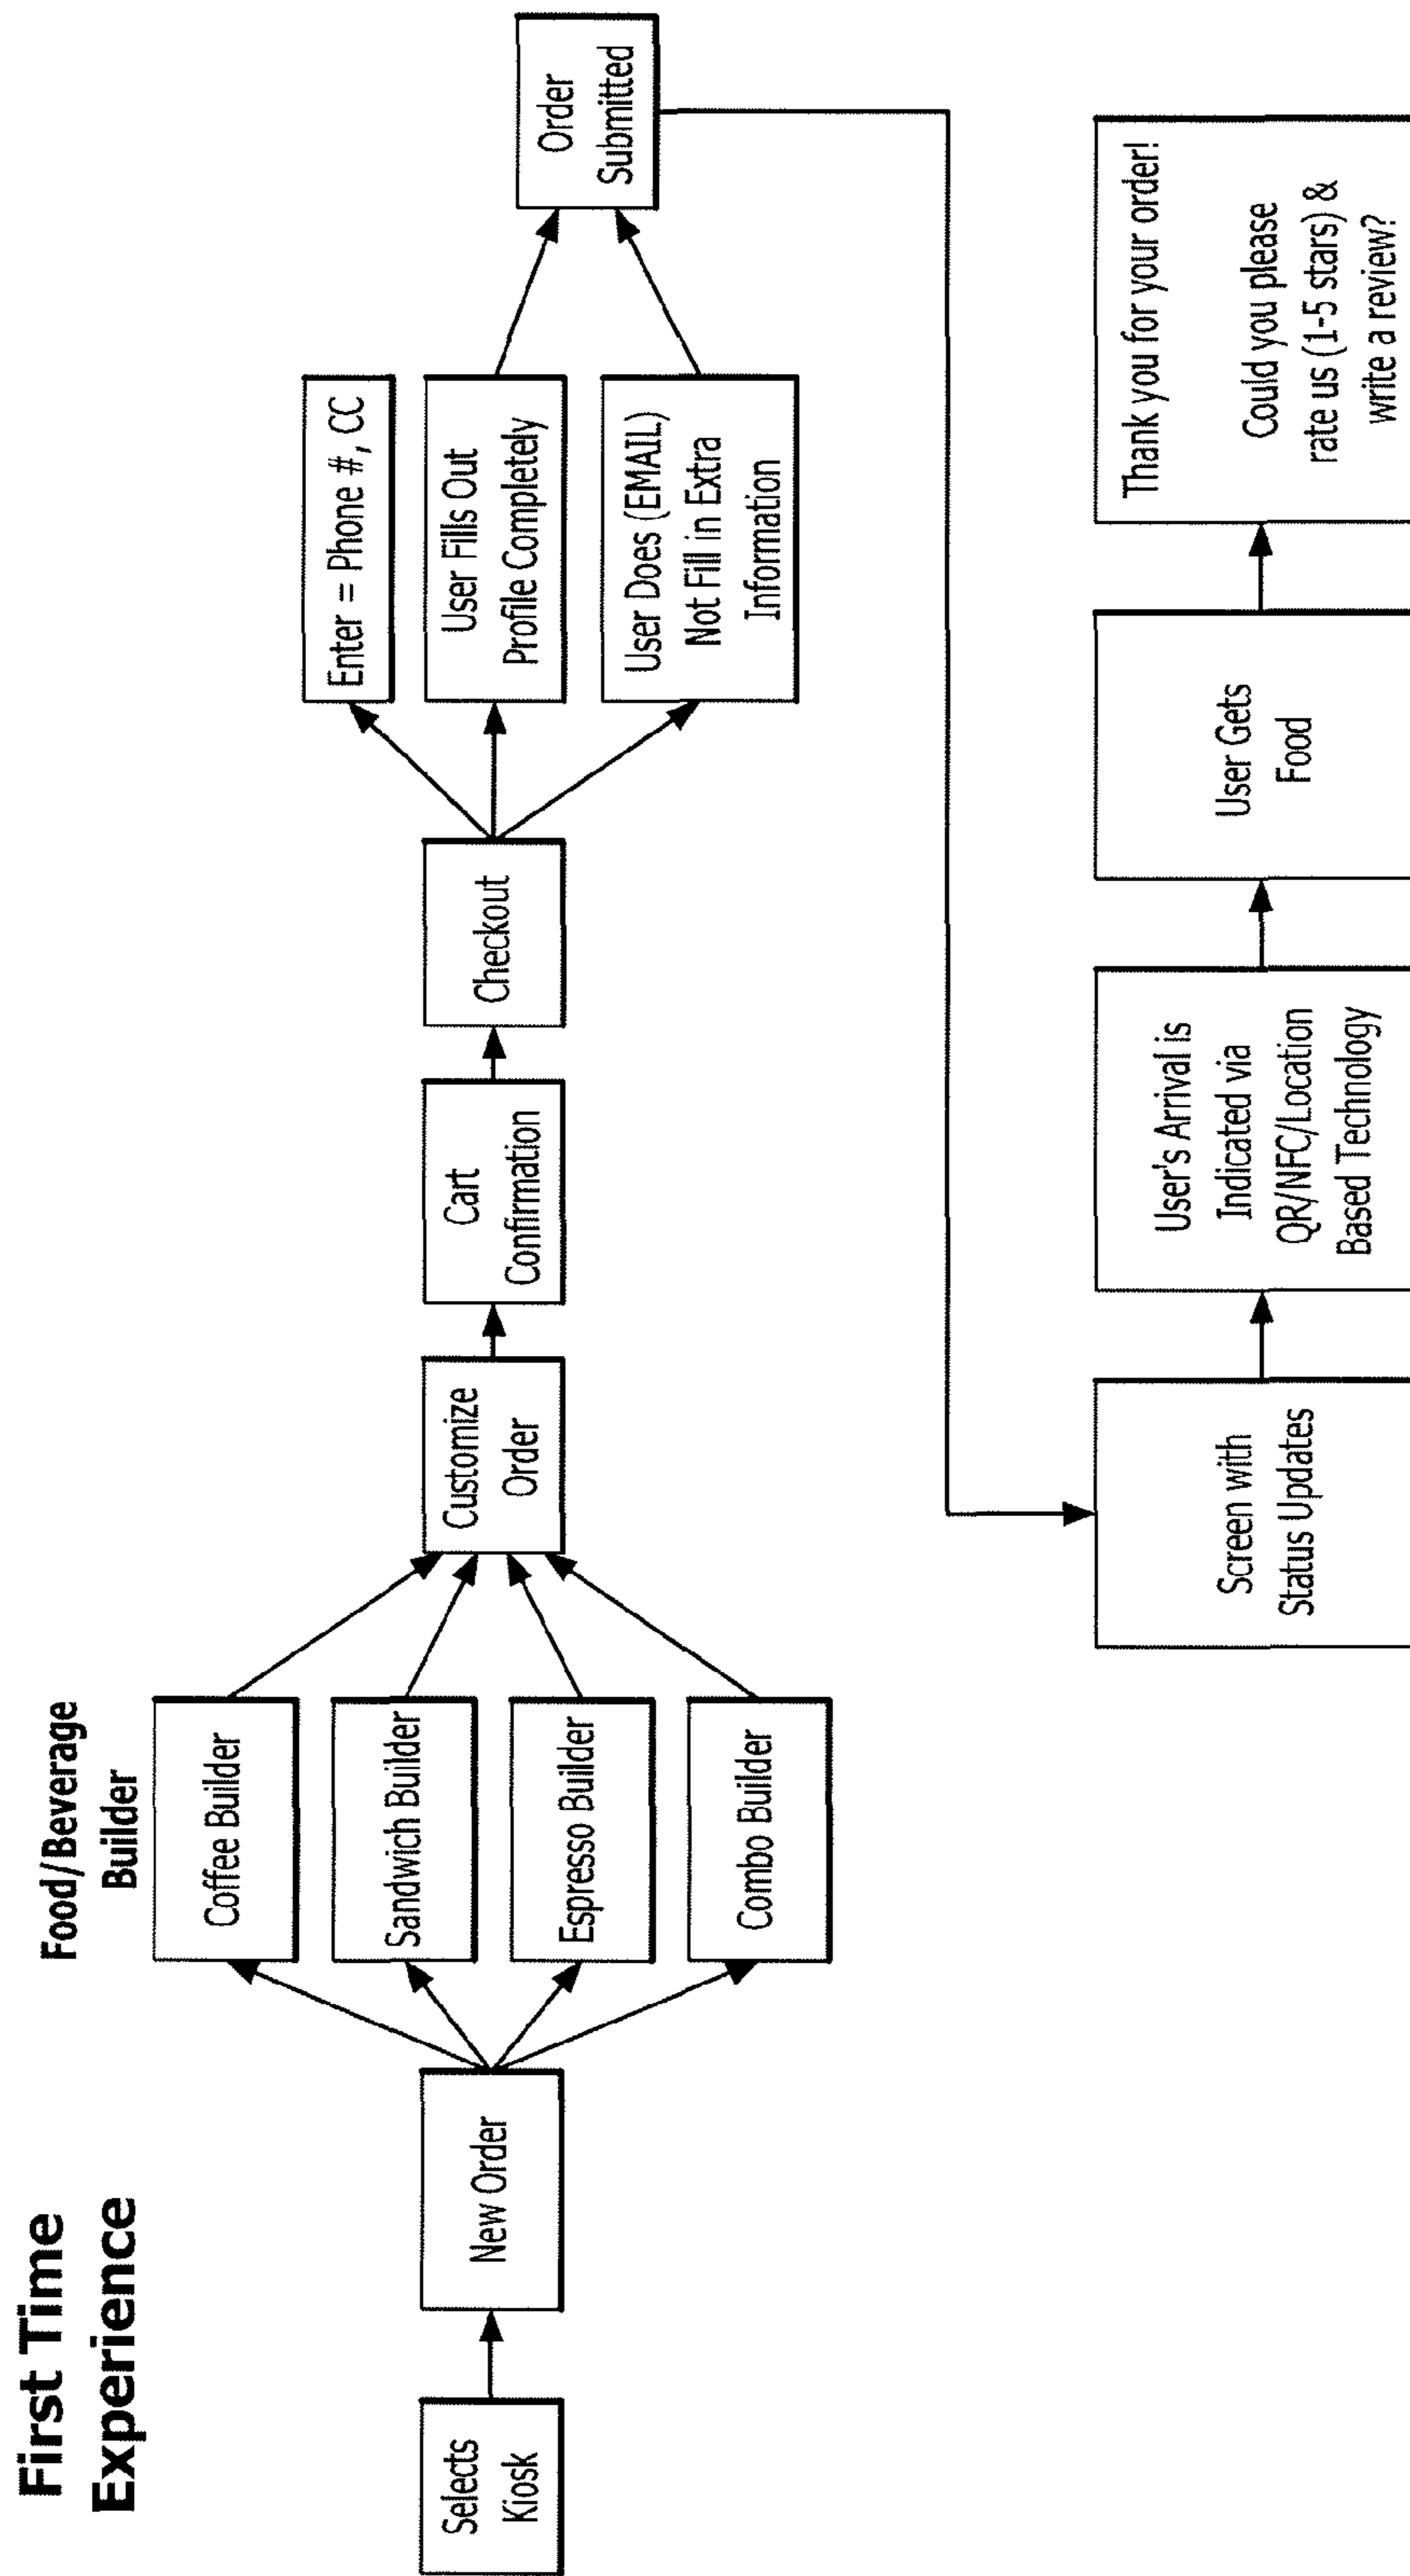 First Time
Experience
Selects
Kiosk
New Order
Food/Beverage
Builder
Coffee Builder
Sandwich Builder
Espresso Builder
Combo Builder
Customize
Order
Cart
Confirmation
Checkout
Enter = Phone #, CC
User Fills Out
Profile Completely
User Does (EMAIL)
Not Fill in Extra
Information
Order
Submitted
Screen with
Status Updates
User's Arrival is
Indicated via
QR/NFC/Location
Based Technology
User Gets
Food
Thank you for your order!
Could you please
rate us (1-5 stars) &
write a review?